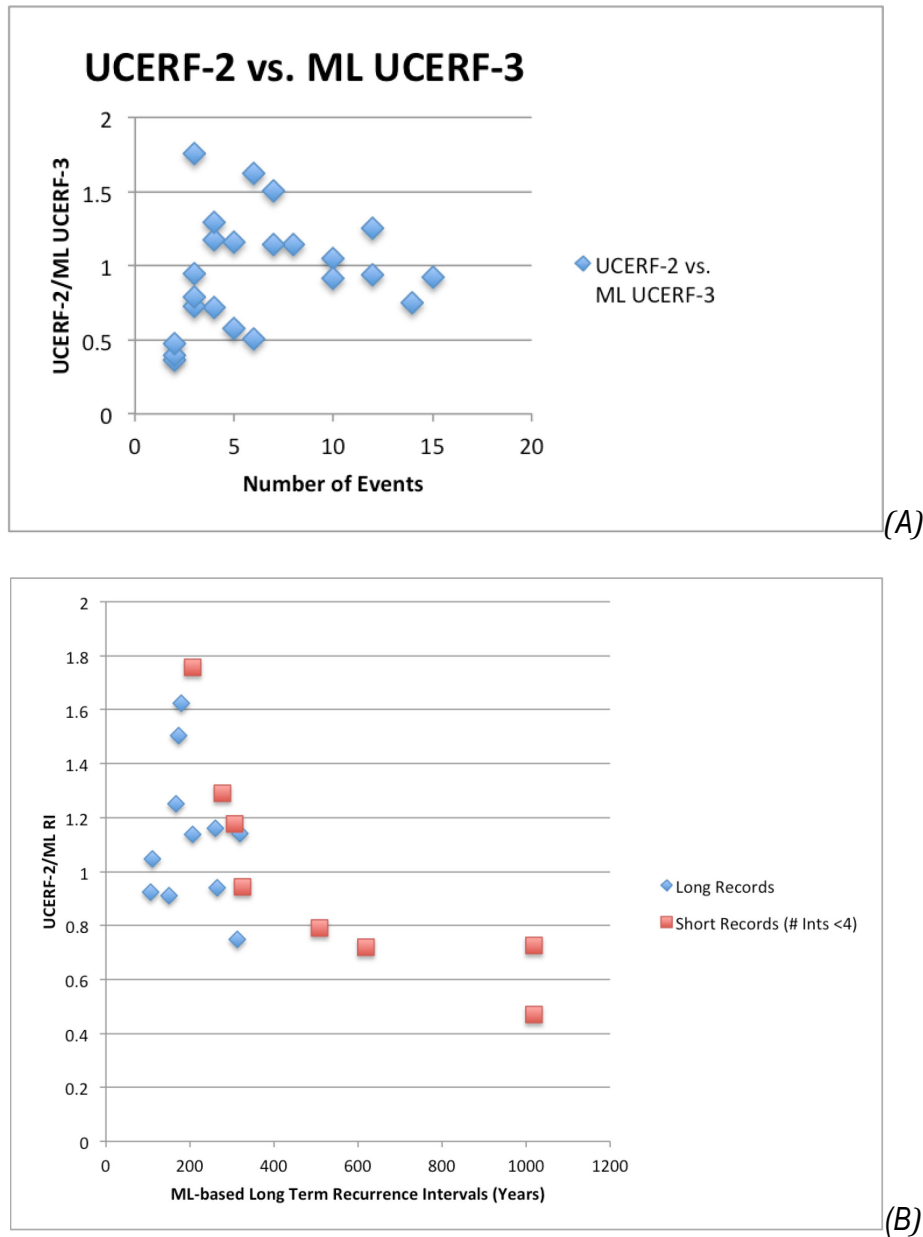 UCERF-2 vs. ML UCERF-3
2
1.5
1
0.5
0
UCERF-2/ML UCERF-3
0 5 10 15 20
Number of Events
UCERF-2 vs.
ML UCERF-3
(A)
2
1.8
1.6
1.4
1.2
1
0.8
0.6
0.4
0.2
0
UCERF-2/ML RI
0 200 400 600 800 1000 1200
ML-based Long Term Recurrence Intervals (Years)
Long Records
Short Records (# Ints <4)
(B)